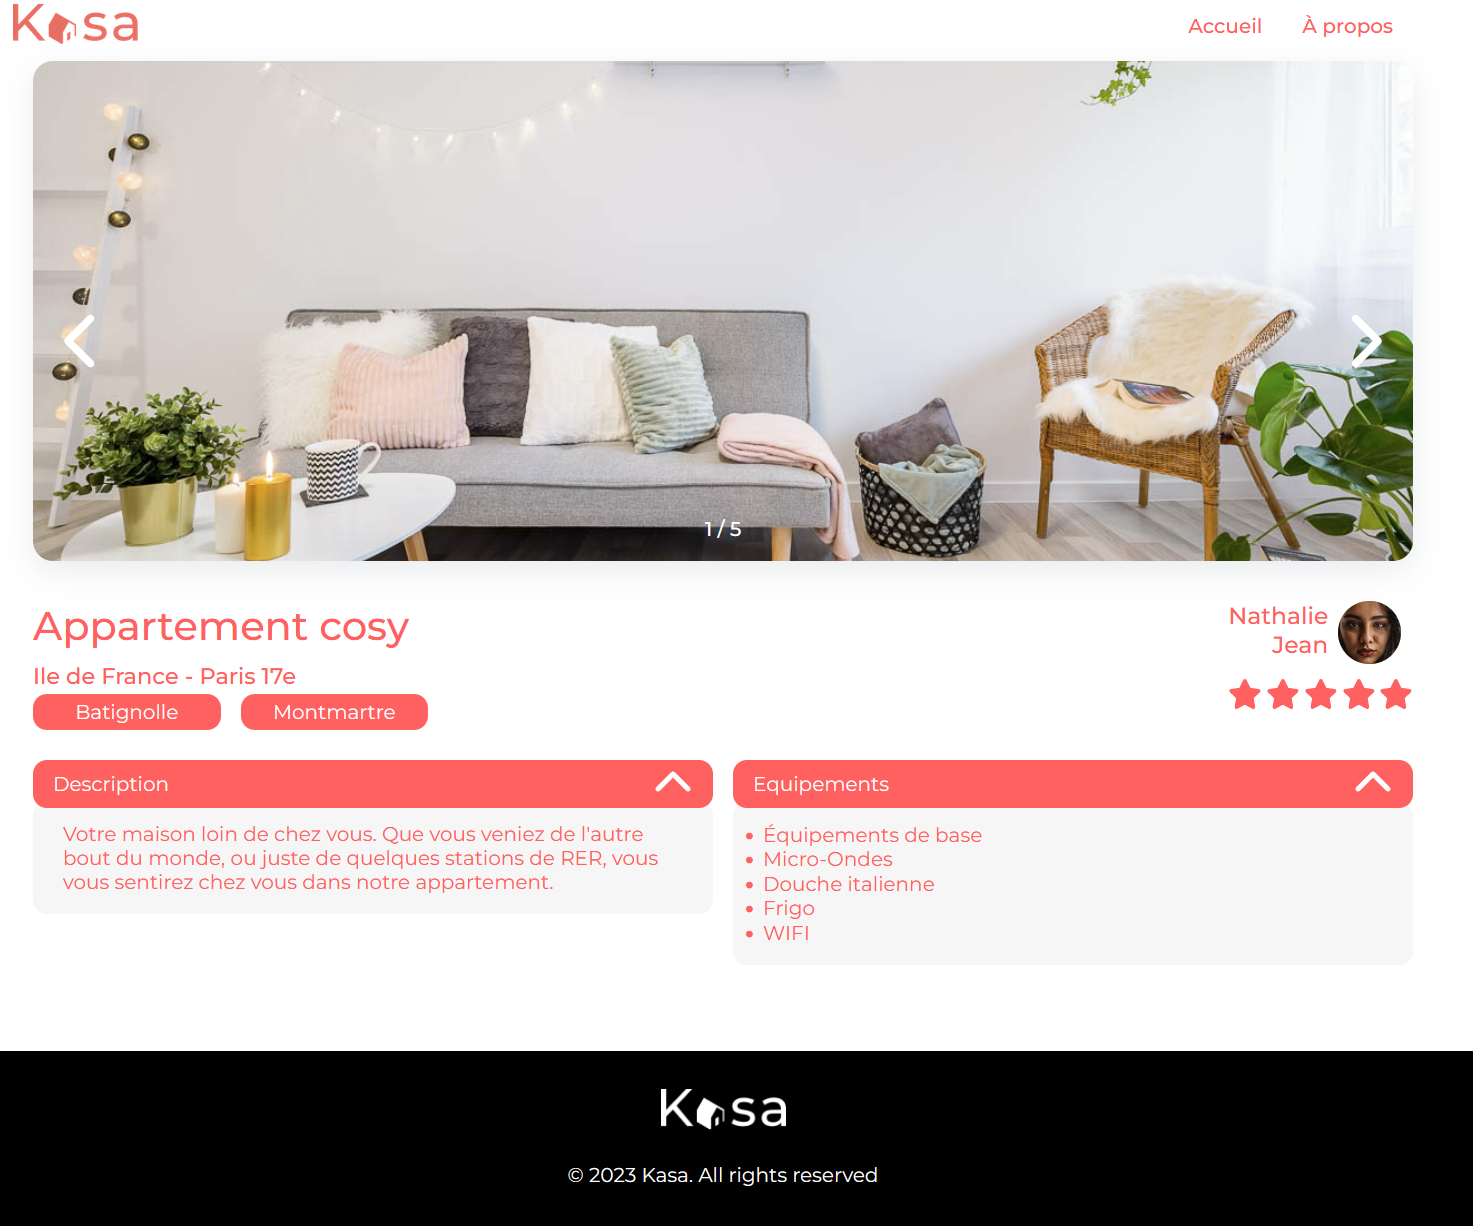 Kasa
Accueil
À propos
1 / 5
Appartement cosy
Ile de France - Paris 17e
Batignolle
Montmartre
Nathalie
Jean
Description
Votre maison loin de chez vous. Que vous veniez de l'autre
bout du monde, ou juste de quelques stations de RER, vous
vous sentirez chez vous dans notre appartement.
Equipements
Équipements de base
Micro-Ondes
Douche italienne
Frigo
WIFI
Kasa
© 2023 Kasa. All rights reserved